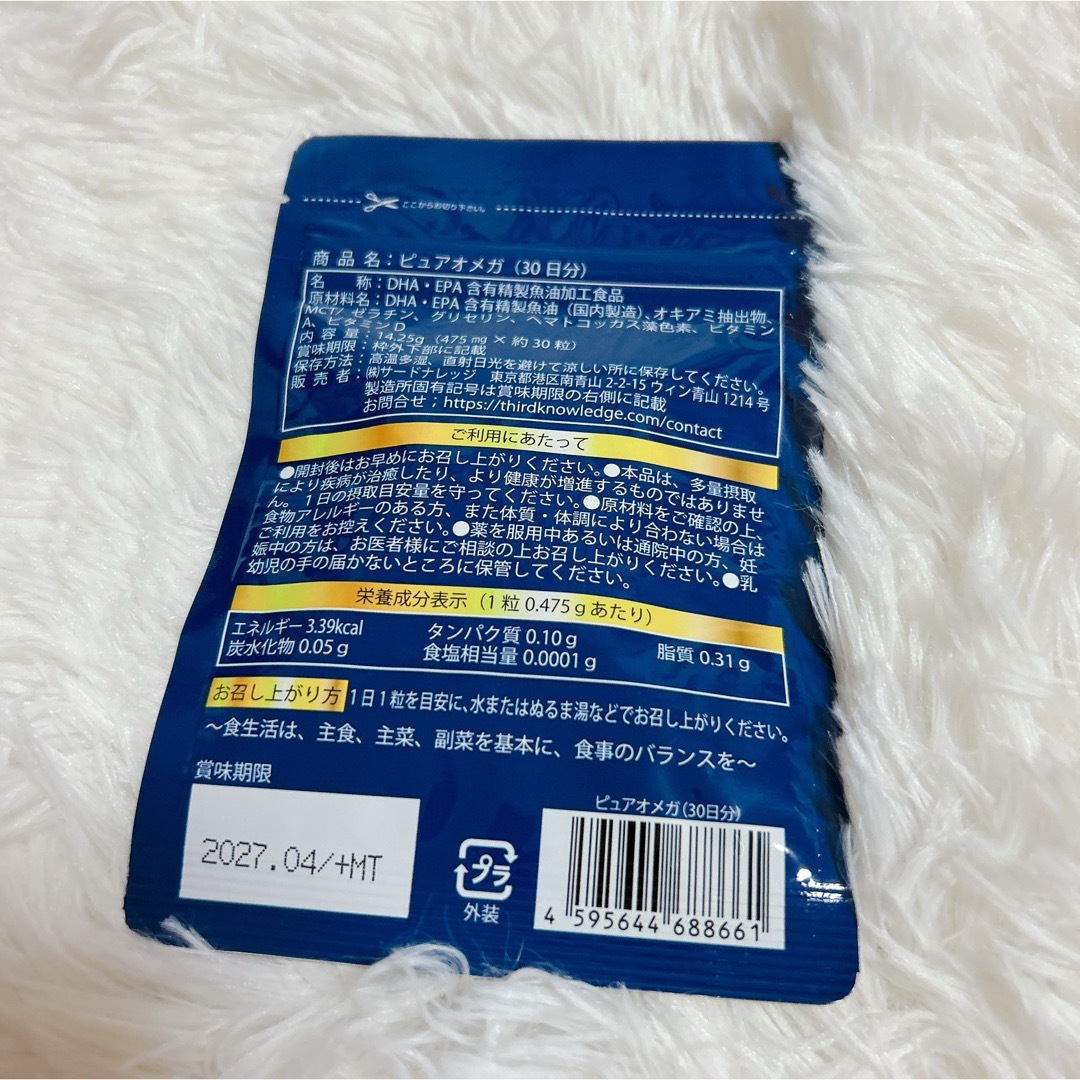 ここからお切り下さい。
商品名：ピュアオメガ（30日分）
名　称：DHA・EPA含有精製魚油加工食品
原材料名：DHA・EPA含有精製魚油（国内製造）、オキアミ抽出物、
MCT/ ゼラチン、グリセリン、ヘマトコッカス藻色素、ビタミン
A、ビタミンD
内容量：14.25g（475㎎×約30粒）
賞味期限：枠外下部に記載
保存方法：高温多湿、直射日光を避けて涼しい所に保存してください。
販売者：㈱サードナレッジ　東京都港区南青山2-2-15 ウィン青山1214号
製造所固有記号は賞味期限の右側に記載
お問合せ；https://thirdknowledge.com/contact
ご利用にあたって
●開封後はお早めにお召し上がりください。●本品は、多量摂取
により疾病が治癒したり、より健康が増進するものではありませ
ん。1日の摂取目安量を守ってください。●原材料をご確認の上、
食物アレルギーのある方、また体質・体調により合わない場合は
ご利用をお控えください。●薬を服用中あるいは通院中の方、妊
娠中の方は、お医者様にご相談の上お召し上がりください。●乳
幼児の手の届かないところに保管してください。
栄養成分表示（1粒0.475gあたり）
エネルギー 3.39kcal　タンパク質 0.10g　脂質 0.31g
炭水化物 0.05g　食塩相当量 0.0001g
お召し上がり方 1日1粒を目安に、水またはぬるま湯などでお召し上がりください。
～食生活は、主食、主菜、副菜を基本に、食事のバランスを～
賞味期限
2027.04/+MT
プラ
外装
ピュアオメガ（30日分）
4 595644 688661